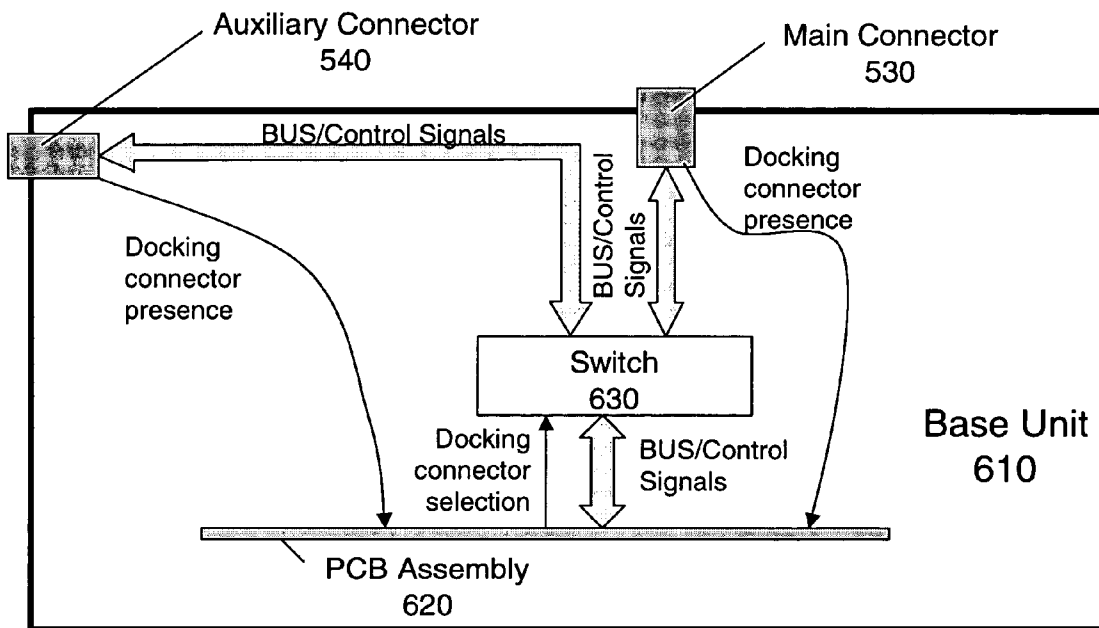 Auxiliary Connector
540
Main Connector
530
BUS/Control Signals
BUS/Control
Signals
Docking
connector
presence
Docking
connector
presence
Switch
630
Docking
connector
selection
BUS/Control
Signals
Base Unit
610
PCB Assembly
620